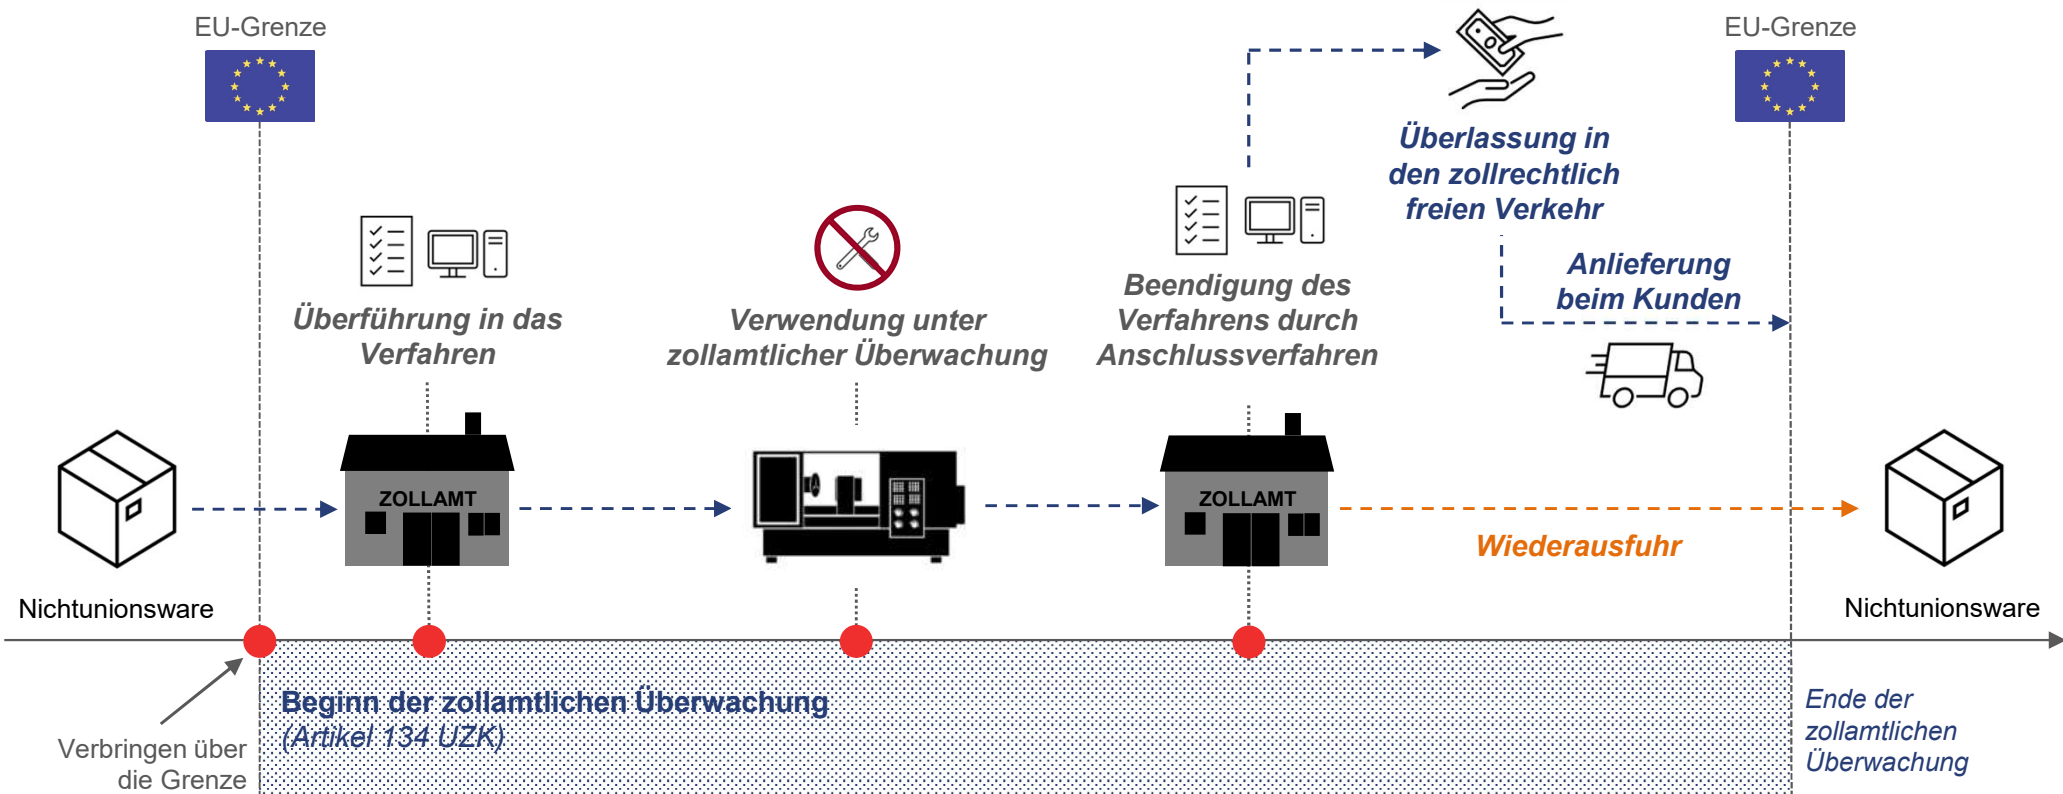 EU-Grenze
EU-Grenze
Überlassung in
den zollrechtlich
freien Verkehr
Anlieferung
beim Kunden
Überführung in das
Verfahren
Verwendung unter
zollamtlicher Überwachung
Beendigung des
Verfahrens durch
Anschlussverfahren
ZOLLAMT
ZOLLAMT
Wiederausfuhr
Nichtunionsware
Nichtunionsware
Beginn der zollamtlichen Überwachung
(Artikel 134 UZK)
Verbringen über
die Grenze
Ende der
zollamtlichen
Überwachung